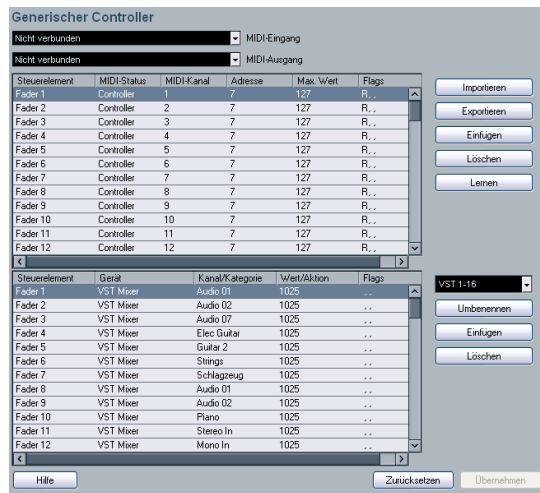 Generischer Controller
Nicht verbunden MIDI-Eingang
Nicht verbunden MIDI-Ausgang
Steuerelement MIDI-Status MIDI-Kanal Adresse Max. Wert Flags
Fader 1 Controller 1 7 127 R, ,
Fader 2 Controller 2 7 127 R, ,
Fader 3 Controller 3 7 127 R, ,
Fader 4 Controller 4 7 127 R, ,
Fader 5 Controller 5 7 127 R, ,
Fader 6 Controller 6 7 127 R, ,
Fader 7 Controller 7 7 127 R, ,
Fader 8 Controller 8 7 127 R, ,
Fader 9 Controller 9 7 127 R, ,
Fader 10 Controller 10 7 127 R, ,
Fader 11 Controller 11 7 127 R, ,
Fader 12 Controller 12 7 127 R, ,
Importieren
Exportieren
Einfügen
Löschen
Lernen
Steuerelement Gerät Kanal/Kategorie Wert/Aktion Flags
Fader 1 VST Mixer Audio 01 1025 , ,
Fader 2 VST Mixer Audio 02 1025 , ,
Fader 3 VST Mixer Audio 07 1025 , ,
Fader 4 VST Mixer Elec Guitar 1025 , ,
Fader 5 VST Mixer Guitar 2 1025 , ,
Fader 6 VST Mixer Strings 1025 , ,
Fader 7 VST Mixer Schlagzeug 1025 , ,
Fader 8 VST Mixer Audio 01 1025 , ,
Fader 9 VST Mixer Audio 02 1025 , ,
Fader 10 VST Mixer Piano 1025 , ,
Fader 11 VST Mixer Stereo In 1025 , ,
Fader 12 VST Mixer Mono In 1025 , ,
VST 1-16
Umbenennen
Einfügen
Löschen
Hilfe Zurücksetzen Übernehmen